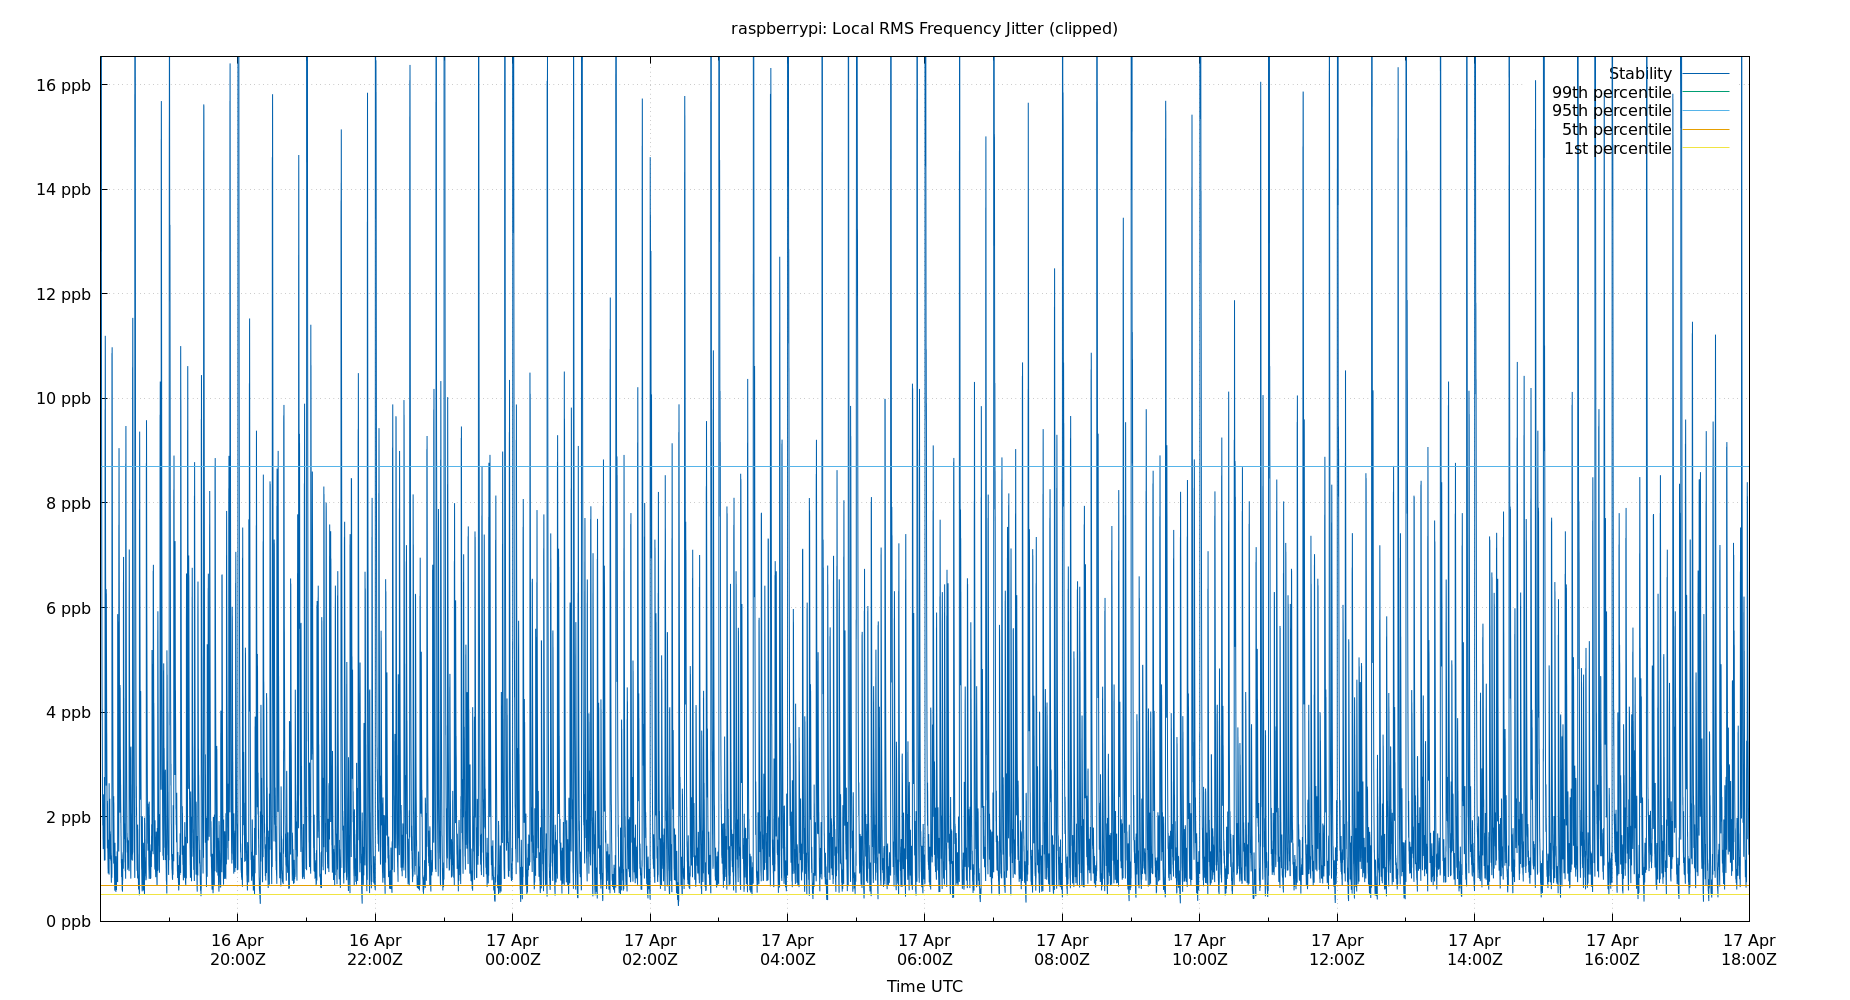 raspberrypi: Local RMS Frequency Jitter (clipped)
Stability
99th percentile
95th percentile
5th percentile
1st percentile
16 ppb
14 ppb
12 ppb
10 ppb
8 ppb
6 ppb
4 ppb
2 ppb
0 ppb
16 Apr 16 Apr 17 Apr 17 Apr 17 Apr 17 Apr 17 Apr 17 Apr 17 Apr 17 Apr 17 Apr 17 Apr
20:00Z 22:00Z 00:00Z 02:00Z 04:00Z 06:00Z 08:00Z 10:00Z 12:00Z 14:00Z 16:00Z 18:00Z
Time UTC